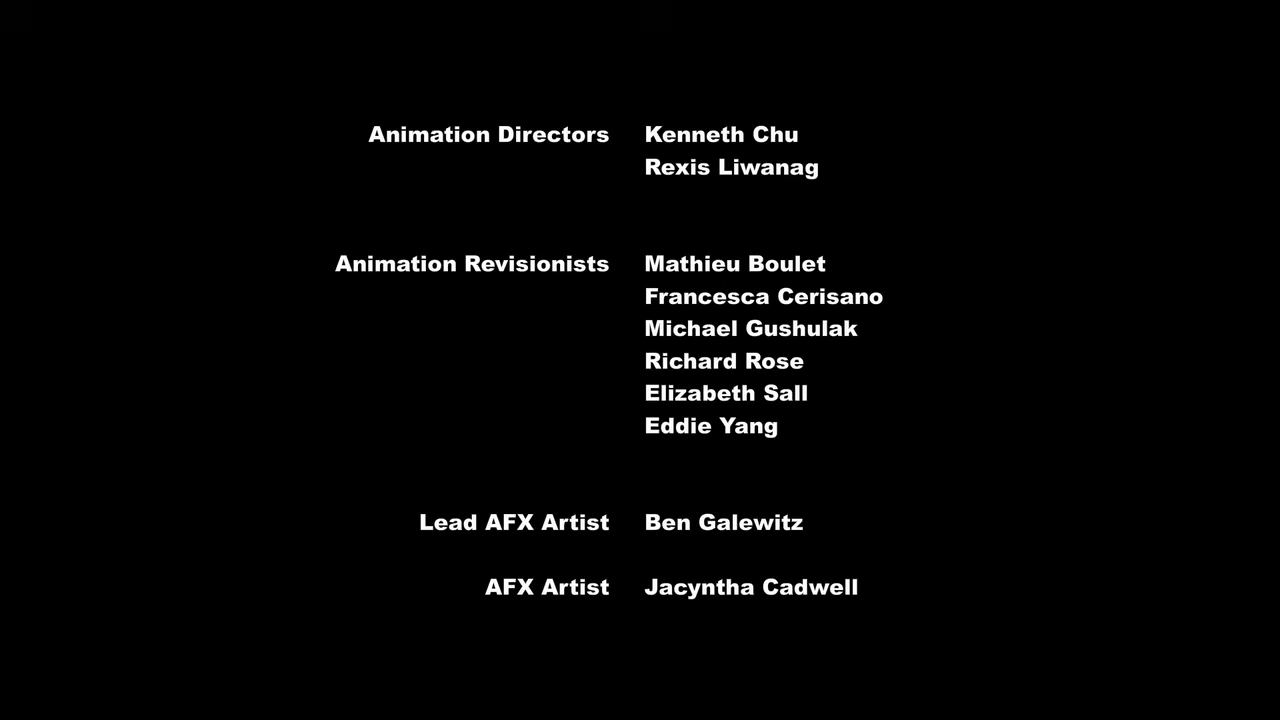 Animation Directors Kenneth Chu
Rexis Liwanag
Animation Revisionists Mathieu Boulet
Francesca Cerisano
Michael Gushulak
Richard Rose
Elizabeth Sall
Eddie Yang
Lead AFX Artist Ben Galewitz
AFX Artist Jacyntha Cadwell